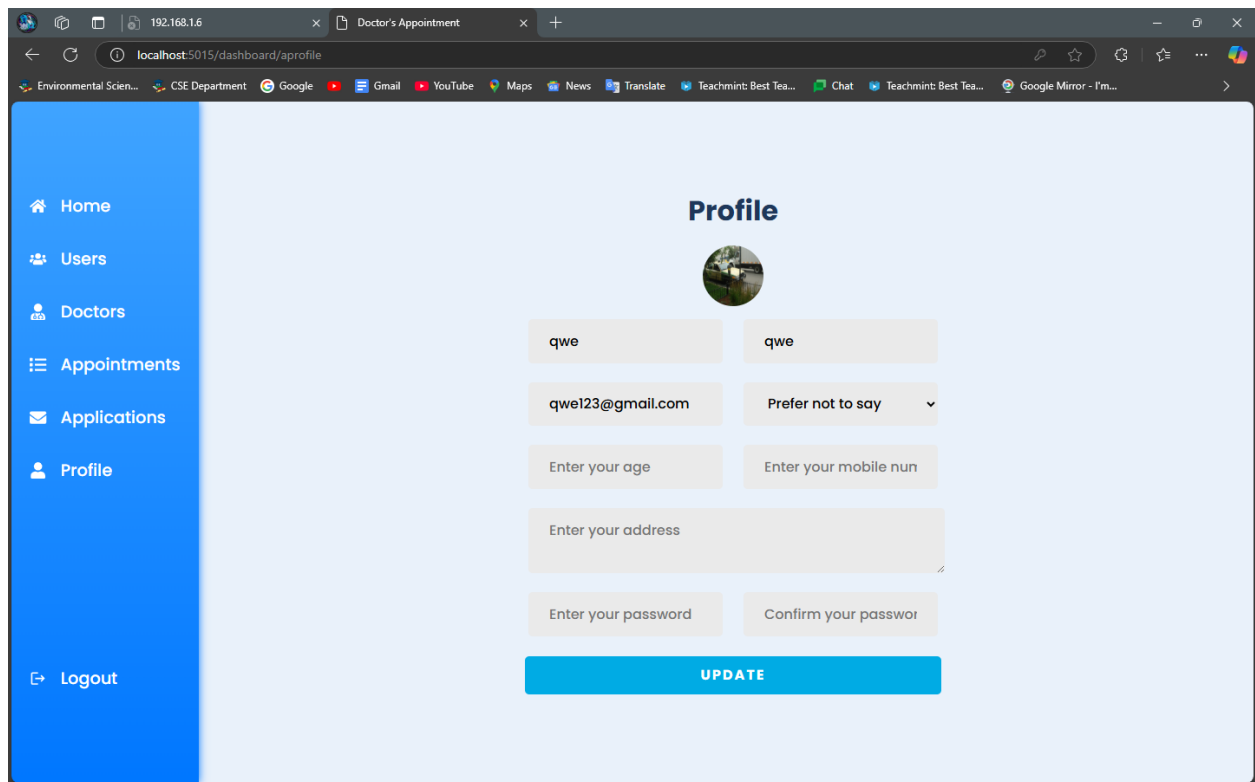 192.168.1.6
Doctor's Appointment
localhost:5015/dashboard/aprofile
Environmental Scien... CSE Department Google Gmail YouTube Maps News Translate Teachmint: Best Tea... Chat Teachmint: Best Tea... Google Mirror - I'm...
Home
Users
Doctors
Appointments
Applications
Profile
Logout
Profile
qwe qwe
qwe123@gmail.com Prefer not to say
Enter your age Enter your mobile num
Enter your address
Enter your password Confirm your passwor
UPDATE